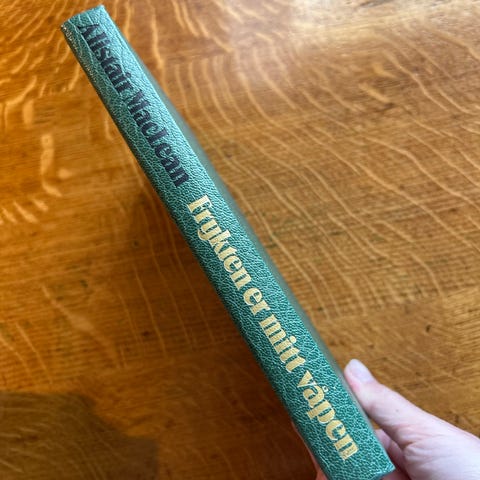 Alistair MacLean
Frykten er mitt våpen